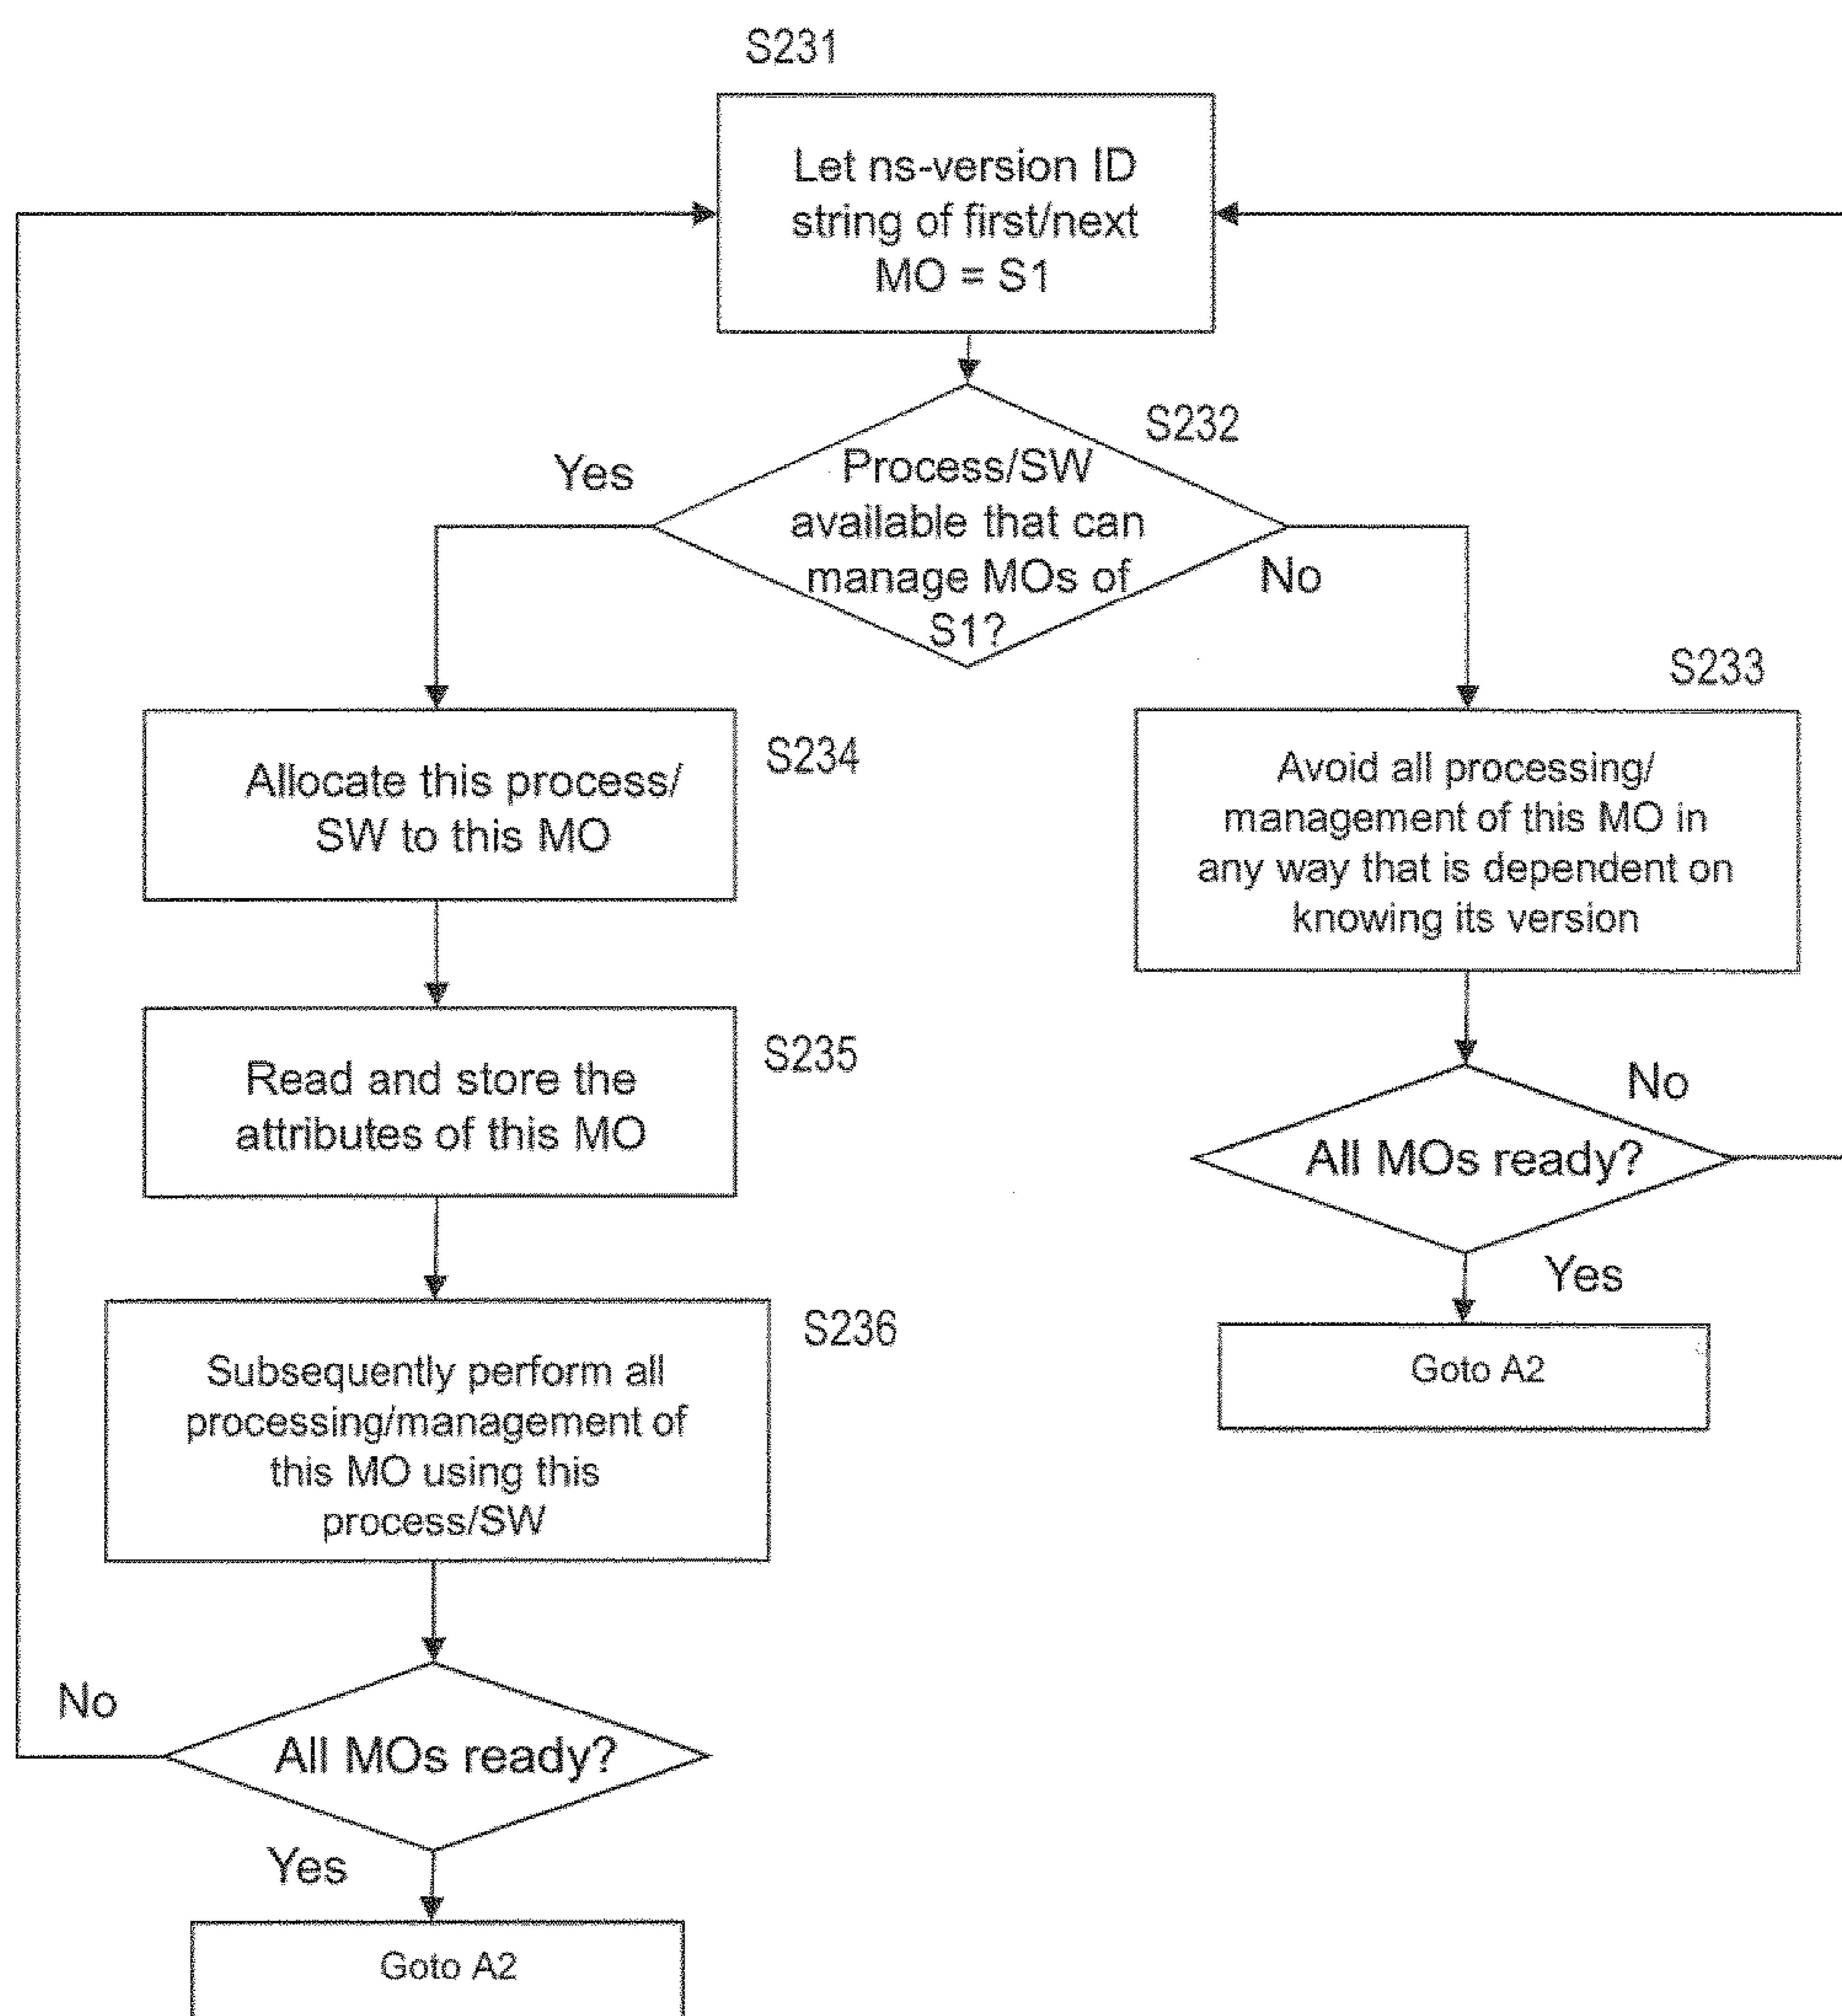 S231
Let ns-version ID
string of first/next
MO = S1
S232
Yes
Process/SW
available that can
manage MOs of
S1?
No
S234
Allocate this process/
SW to this MO
S235
Read and store the
attributes of this MO
S236
Subsequently perform all
processing/management of
this MO using this
process/SW
No
All MOs ready?
Yes
Goto A2
S233
Avoid all processing/
management of this MO in
any way that is dependent on
knowing its version
No
All MOs ready?
Yes
Goto A2